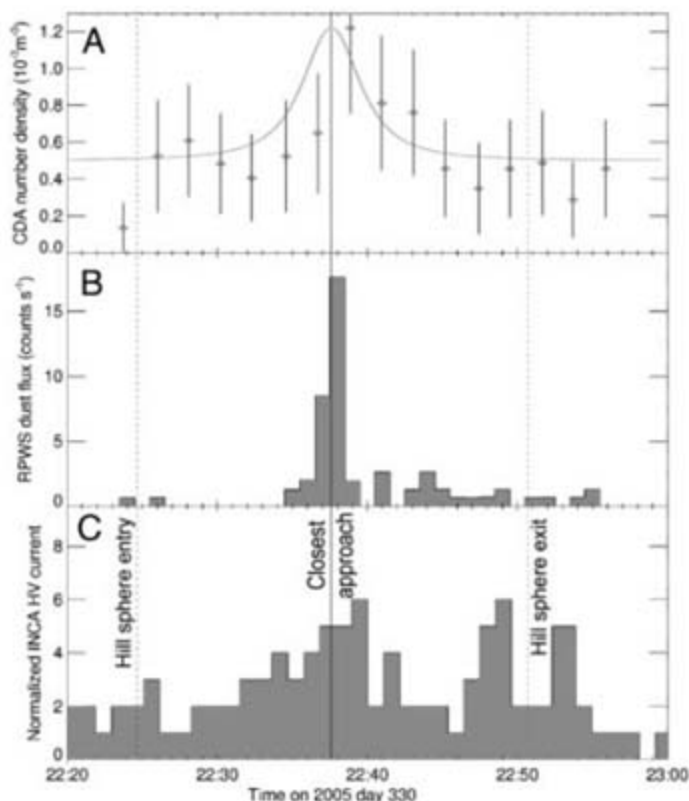 A
CDA number density (10⁻³m⁻³)
1.2
1.0
0.8
0.6
0.4
0.2
0.0
B
RPWS dust flux (counts s⁻¹)
15
10
5
0
C
Normalized INCA HV current
8
6
4
2
0
Hill sphere entry
Closest
approach
Hill sphere exit
22:20 22:30 22:40 22:50 23:00
Time on 2005 day 330